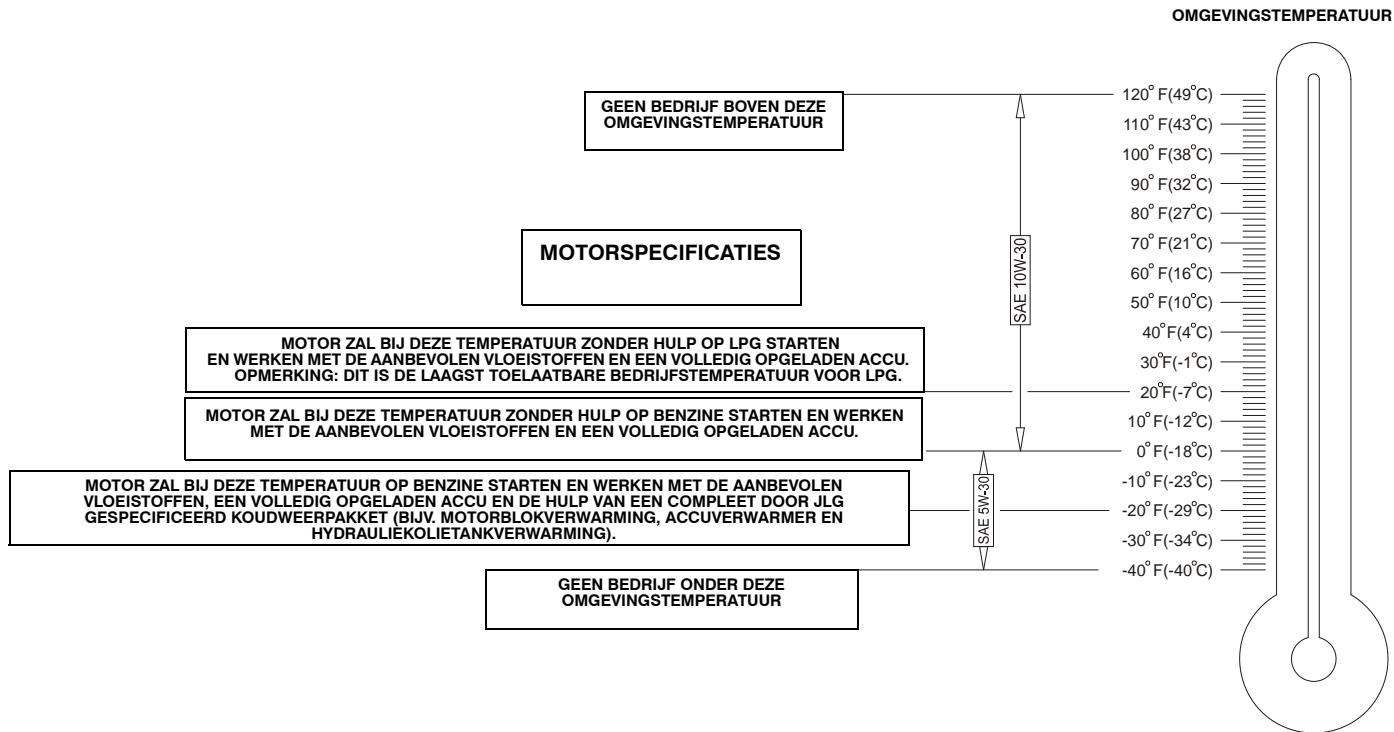 OMGEVINGSTEMPERATUUR
GEEN BEDRIJF BOVEN DEZE
OMGEVINGSTEMPERATUUR
120° F(49°C)
110° F(43°C)
100° F(38°C)
90° F(32°C)
80° F(27°C)
70° F(21°C)
60° F(16°C)
50° F(10°C)
40°F(4°C)
30°F(-1°C)
20°F(-7°C)
10°F(-12°C)
0° F(-18°C)
-10° F(-23°C)
-20° F(-29°C)
-30° F(-34°C)
-40° F(-40°C)
SAE 10W-30
SAE 5W-30
MOTORSPECIFICATIES
MOTOR ZAL BIJ DEZE TEMPERATUUR ZONDER HULP OP LPG STARTEN
EN WERKEN MET DE AANBEVOLEN VLOEISTOFFEN EN EEN VOLLEDIG OPGELADEN ACCU.
OPMERKING: DIT IS DE LAAGST TOELAATBARE BEDRIJFSTEMPERATUUR VOOR LPG.
MOTOR ZAL BIJ DEZE TEMPERATUUR ZONDER HULP OP BENZINE STARTEN EN WERKEN
MET DE AANBEVOLEN VLOEISTOFFEN EN EEN VOLLEDIG OPGELADEN ACCU.
MOTOR ZAL BIJ DEZE TEMPERATUUR OP BENZINE STARTEN EN WERKEN MET DE AANBEVOLEN
VLOEISTOFFEN, EEN VOLLEDIG OPGELADEN ACCU EN DE HULP VAN EEN COMPLEET DOOR JLG
GESPECIFICEERD KOUDWEERPAKKET (BIJV. MOTORBLOKVERWARMING, ACCUVERWARMER EN
HYDRAULIEKOLIETANKVERWARMING).
GEEN BEDRIJF ONDER DEZE
OMGEVINGSTEMPERATUUR